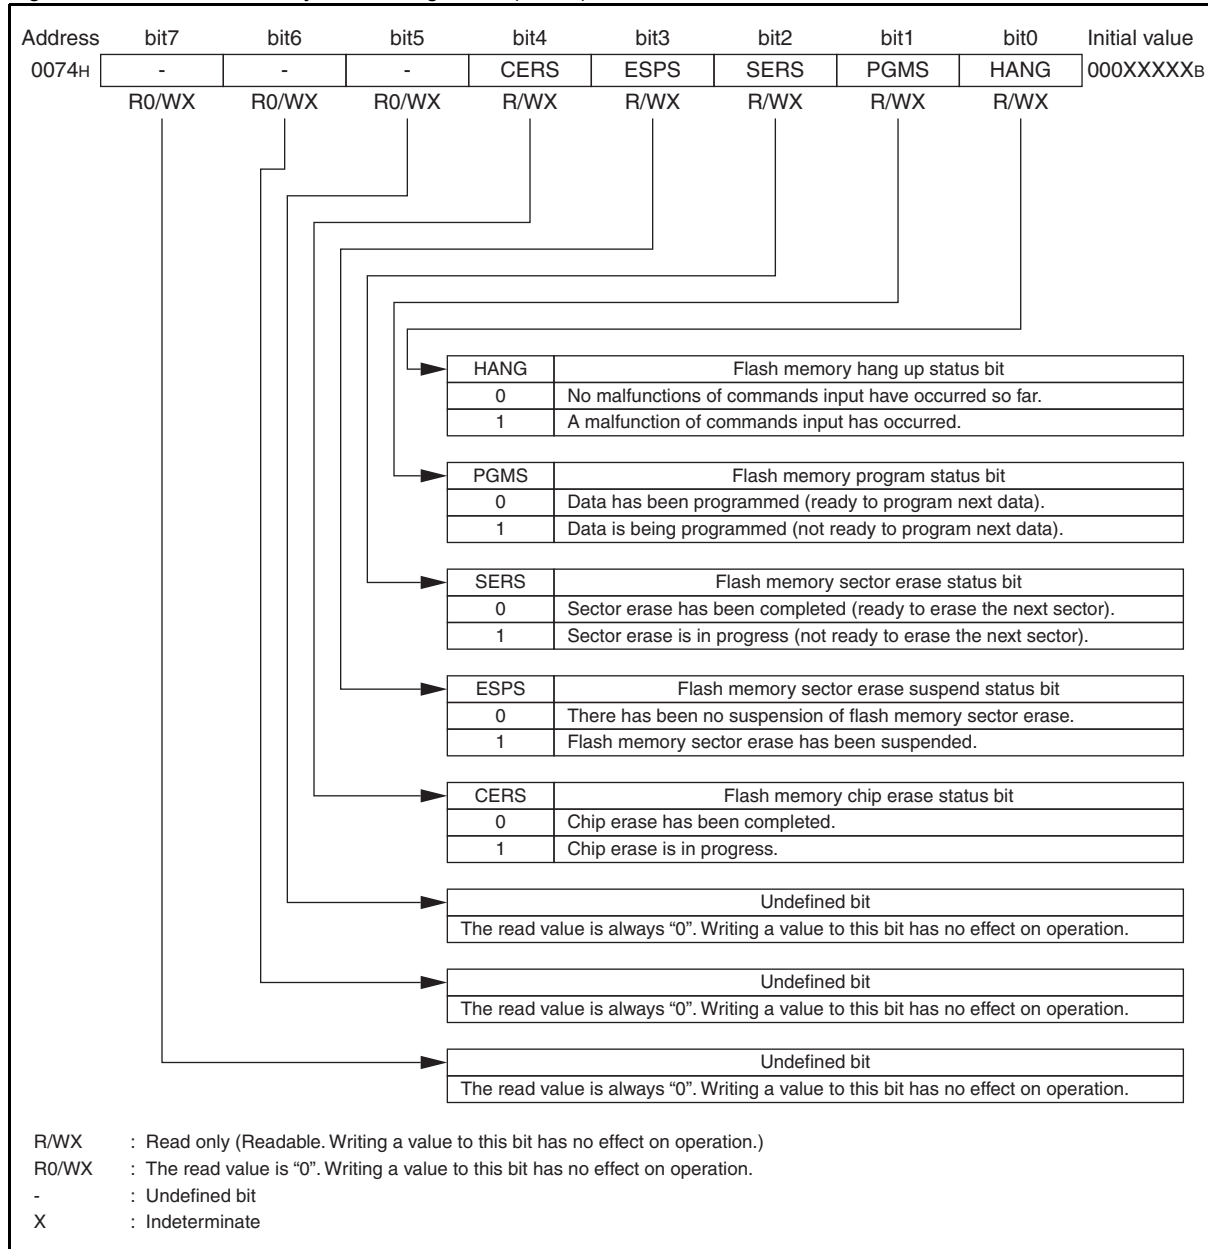 Address bit7 bit6 bit5 bit4 bit3 bit2 bit1 bit0 Initial value
0074H - - - CERS ESPS SERS PGMS HANG 000XXXXXB
R0/WX R0/WX R0/WX R/WX R/WX R/WX R/WX R/WX
HANG Flash memory hang up status bit
0 No malfunctions of commands input have occurred so far.
1 A malfunction of commands input has occurred.
PGMS Flash memory program status bit
0 Data has been programmed (ready to program next data).
1 Data is being programmed (not ready to program next data).
SERS Flash memory sector erase status bit
0 Sector erase has been completed (ready to erase the next sector).
1 Sector erase is in progress (not ready to erase the next sector).
ESPS Flash memory sector erase suspend status bit
0 There has been no suspension of flash memory sector erase.
1 Flash memory sector erase has been suspended.
CERS Flash memory chip erase status bit
0 Chip erase has been completed.
1 Chip erase is in progress.
Undefined bit
The read value is always “0”. Writing a value to this bit has no effect on operation.
Undefined bit
The read value is always “0”. Writing a value to this bit has no effect on operation.
Undefined bit
The read value is always “0”. Writing a value to this bit has no effect on operation.
R/WX : Read only (Readable. Writing a value to this bit has no effect on operation.)
R0/WX : The read value is “0”. Writing a value to this bit has no effect on operation.
- : Undefined bit
X : Indeterminate